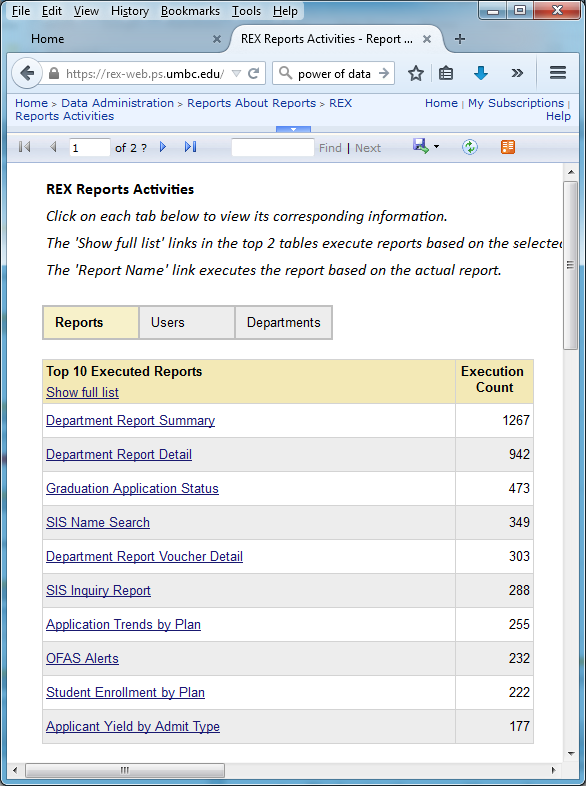 File Edit View History Bookmarks Tools Help
Home
REX Reports Activities - Report ...
https://rex-web.ps.umbc.edu/
power of data
Home > Data Administration > Reports About Reports > REX
Reports Activities
Home | My Subscriptions |
Help
1 of 2 ? Find | Next
REX Reports Activities
Click on each tab below to view its corresponding information.
The 'Show full list' links in the top 2 tables execute reports based on the selected
The 'Report Name' link executes the report based on the actual report.
Reports Users Departments
Top 10 Executed Reports
Show full list
Execution
Count
Department Report Summary 1267
Department Report Detail 942
Graduation Application Status 473
SIS Name Search 349
Department Report Voucher Detail 303
SIS Inquiry Report 288
Application Trends by Plan 255
OFAS Alerts 232
Student Enrollment by Plan 222
Applicant Yield by Admit Type 177